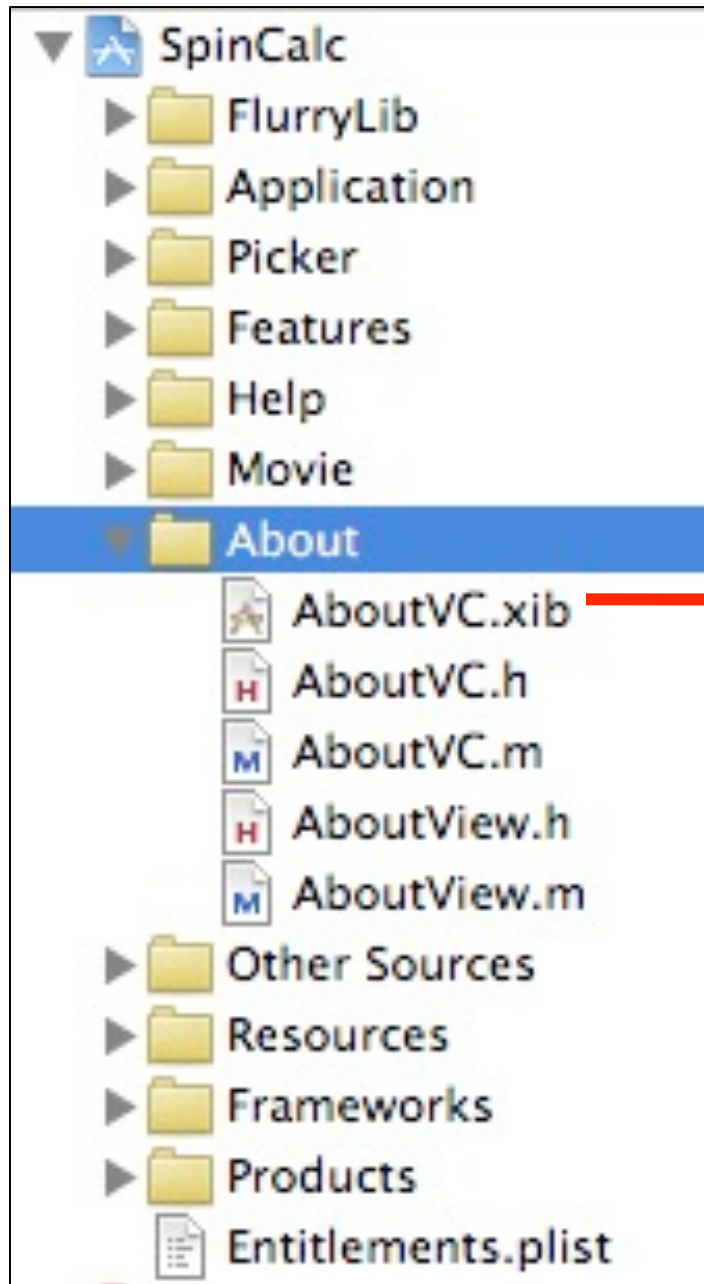 SpinCalc
FlurryLib
Application
Picker
Features
Help
Movie
About
AboutVC.xib
H AboutVC.h
M AboutVC.m
H AboutView.h
M AboutView.m
Other Sources
Resources
Frameworks
Products
Entitlements.plist